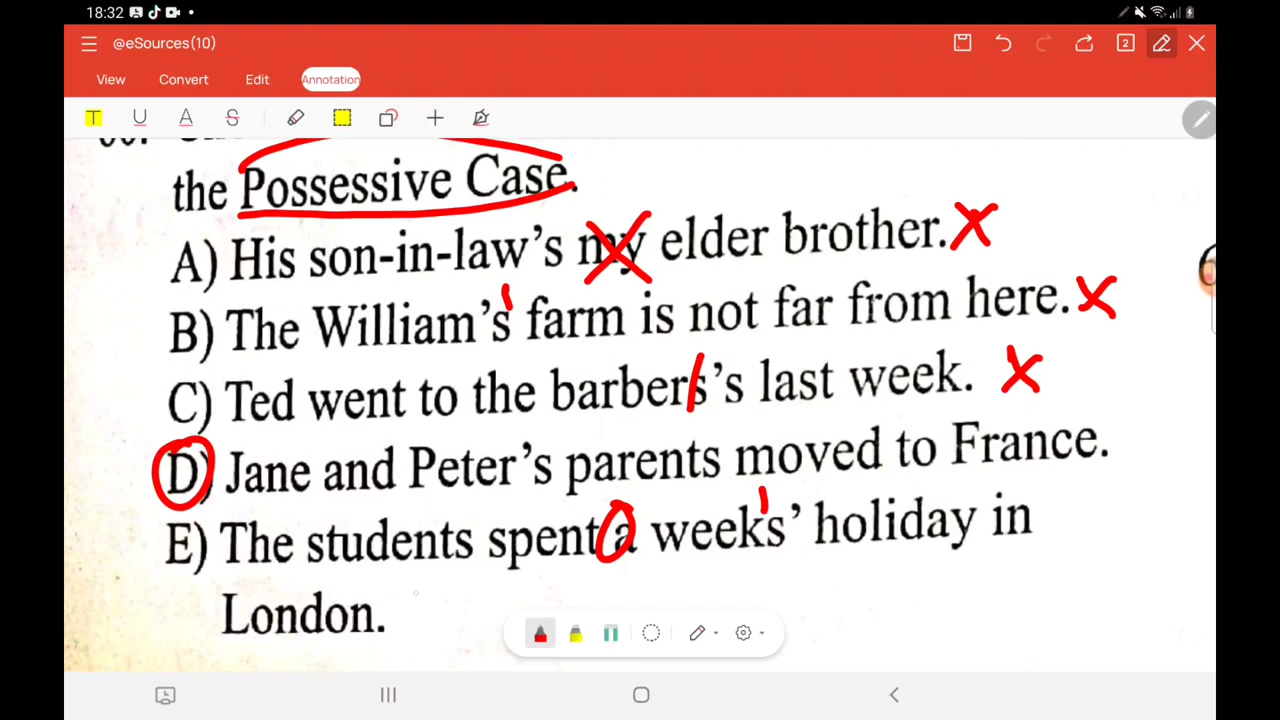 18:32
@eSources(10)
2
View Convert Edit Annotation
T U A S
the Possessive Case.
A) His son-in-law's my elder brother.
B) The William's farm is not far from here.
C) Ted went to the barbers's last week.
D) Jane and Peter's parents moved to France.
E) The students spent a weeks' holiday in
London.